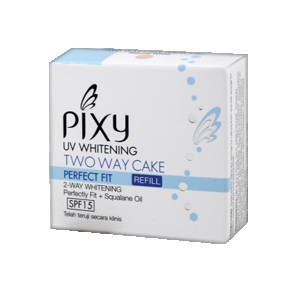 PIXY
UV WHITENING
TWO WAY CAKE
PERFECT FIT
REFILL
2-WAY WHITENING
Perfectly Fit + Squalane Oil
SPF15
Telah teruji secara klinis